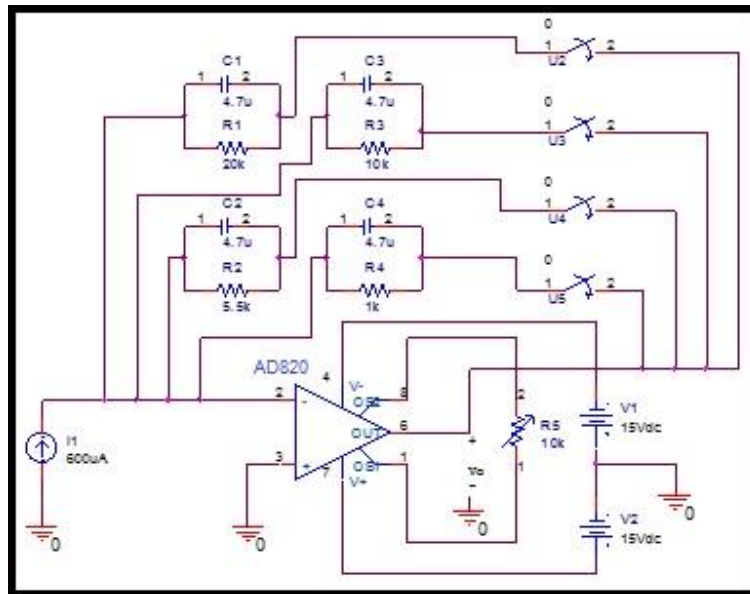 0
C1
C3
1 2
1 2
1 2
U2
4.7u
4.7u
0
R1
R3
1 2
U3
20k
10k
0
C2
C4
1 2
1 2
1 2
U4
4.7u
4.7u
0
R2
R4
1 2
U5
5.5k
1k
AD820
4
V-
8
OS2
2
2
-
OUT
6
+
R5
10k
V1
15Vdc
I1
600uA
3
+
7
V+
OS1
1
Vo
-
1
0
0
0
0
V2
15Vdc